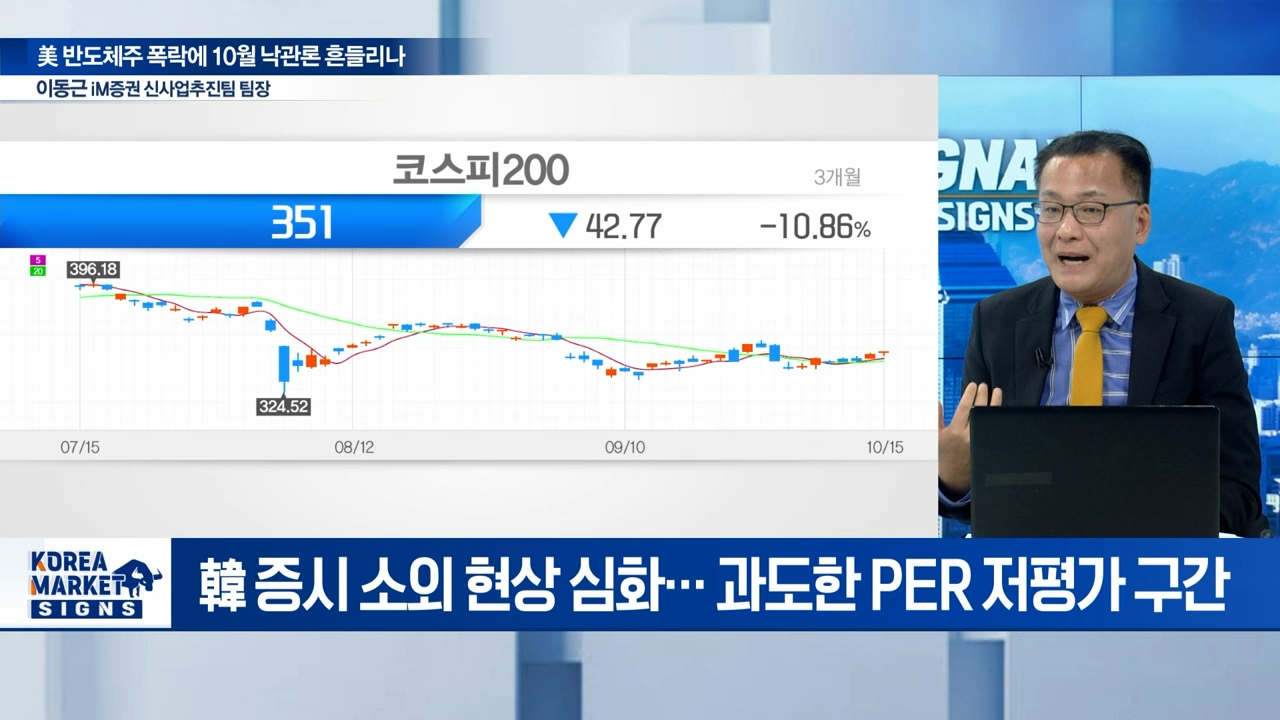 美 반도체주 폭락에 10월 낙관론 흔들리나
이동근 iM증권 신사업추진팀 팀장
코스피200
3개월
351 ▼ 42.77 -10.86%
5
20
396.18
324.52
07/15 08/12 09/10 10/15
GNA
SIGNS
KOREA
MARKET
SIGNS
韓 증시 소외 현상 심화… 과도한 PER 저평가 구간